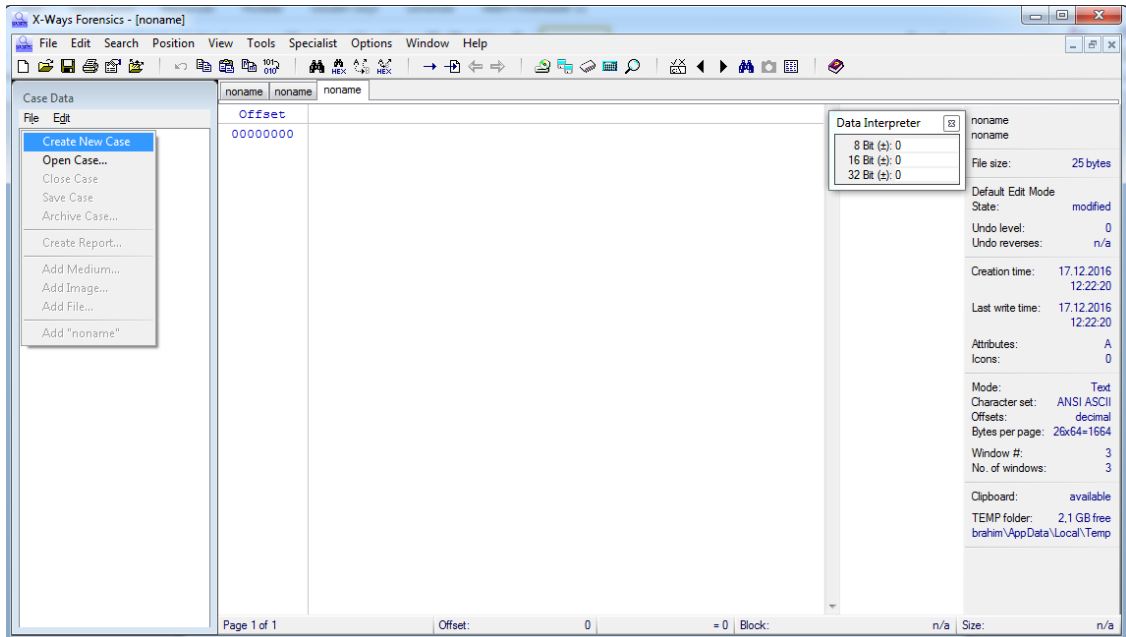 X-Ways Forensics - [noname]
File Edit Search Position View Tools Specialist Options Window Help
Case Data
File Edit
Create New Case
Open Case...
Close Case
Save Case
Archive Case...
Create Report...
Add Medium...
Add Image...
Add File...
Add "noname"
noname noname noname
Offset
00000000
Data Interpreter
8 Bit (±): 0
16 Bit (±): 0
32 Bit (±): 0
noname
noname
File size: 25 bytes
Default Edit Mode
State: modified
Undo level: 0
Undo reverses: n/a
Creation time: 17.12.2016
12:22:20
Last write time: 17.12.2016
12:22:20
Attributes: A
Icons: 0
Mode: Text
Character set: ANSI ASCII
Offsets: decimal
Bytes per page: 26x64=1664
Window #: 3
No. of windows: 3
Clipboard: available
TEMP folder: 2,1 GB free
brahim\AppData\Local\Temp
Page 1 of 1 Offset: 0 = 0 Block: n/a Size: n/a